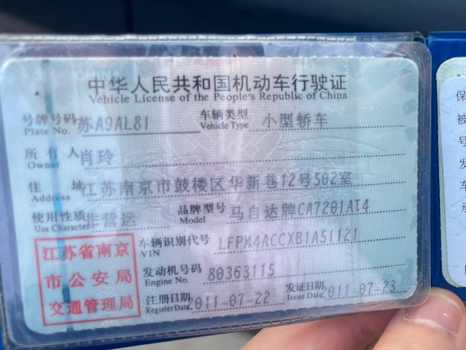 中华人民共和国机动车行驶证
Vehicle License of the People's Republic of China
号牌号码 苏A9AL81 车辆类型 小型轿车
Plate No. Vehicle Type
所有人 肖玲
Owner
住址 江苏南京市鼓楼区华新巷12号502室
Address
使用性质 非营运 品牌型号 马自达牌CA7201AT4
Use Character Model
江苏省南京
市公安局
交通管理局
车辆识别代号 LFPM4ACCXB1A51121
VIN
发动机号码 80363115
Engine No.
注册日期 2011-07-22 发证日期 2011-07-23
Register Date Issue Date